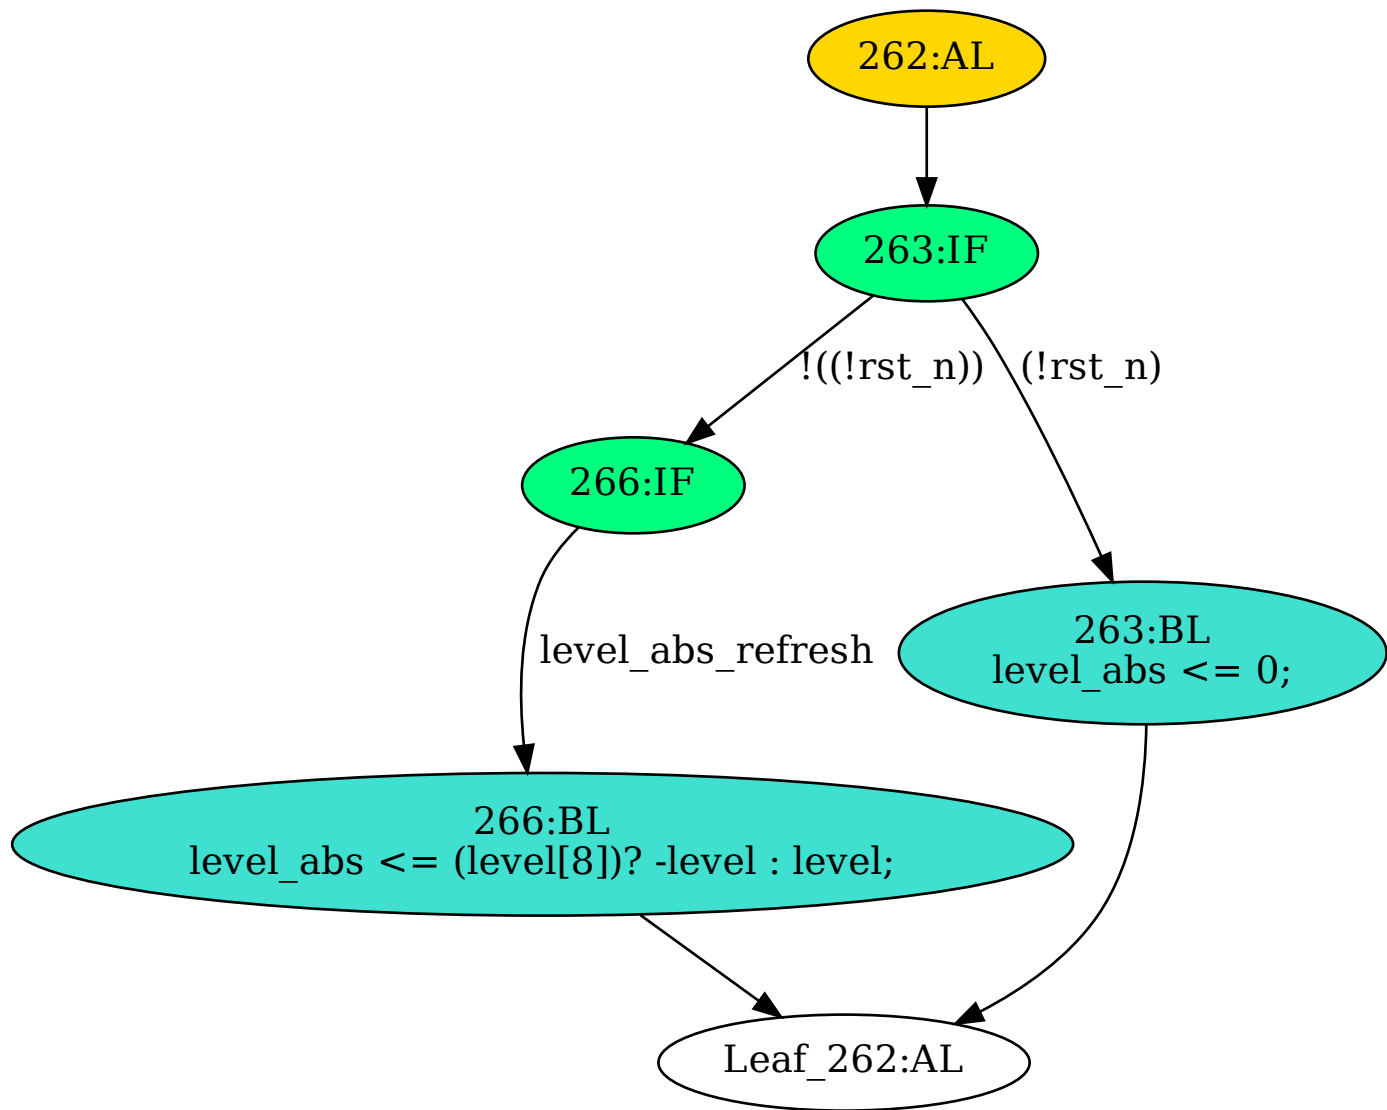 262:AL
263:IF
!((!rst_n))
(!rst_n)
266:IF
263:BL
level_abs <= 0;
level_abs_refresh
266:BL
level_abs <= (level[8])? -level : level;
Leaf_262:AL